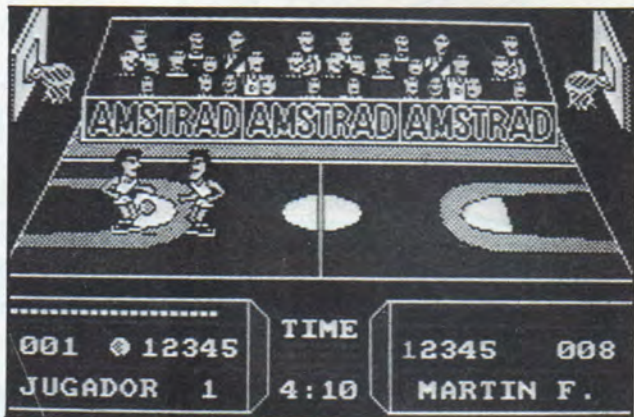 AMSTRAD AMSTRAD AMSTRAD
TIME
001 12345
12345 008
JUGADOR 1
4:10
MARTIN F.